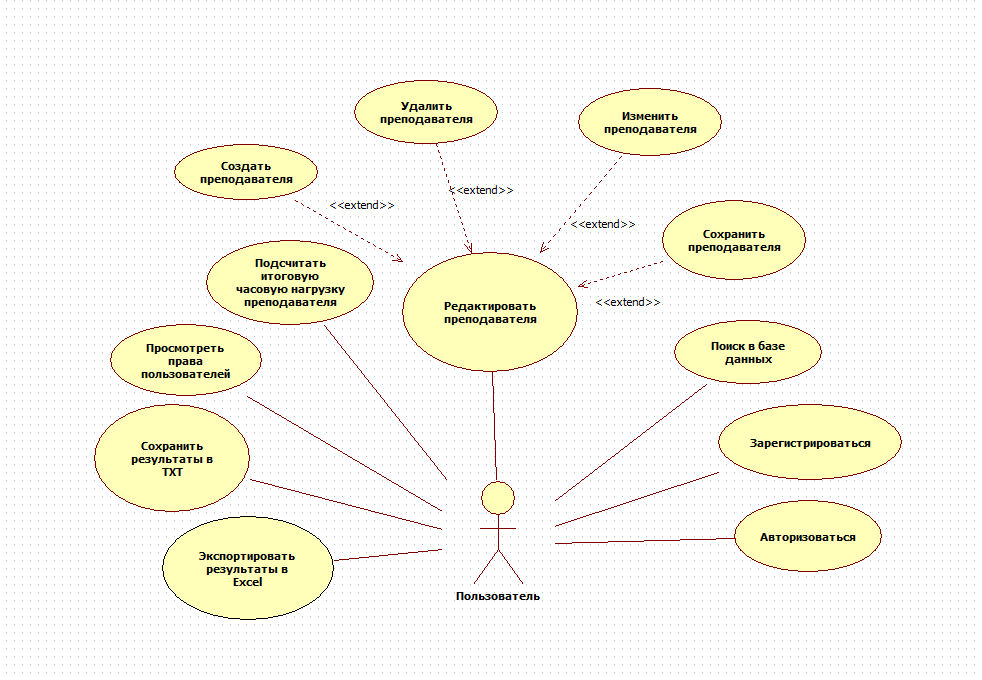 Удалить
преподавателя
Изменить
преподавателя
Создать
преподавателя
<<extend>>
<<extend>>
<<extend>>
Сохранить
преподавателя
Подсчитать
итоговую
часовую нагрузку
преподавателя
Редактировать
преподавателя
<<extend>>
Просмотреть
права
пользователей
Поиск в базе
данных
Сохранить
результаты в
TXT
Зарегистрироваться
Экспортировать
результаты в
Excel
Авторизоваться
Пользователь